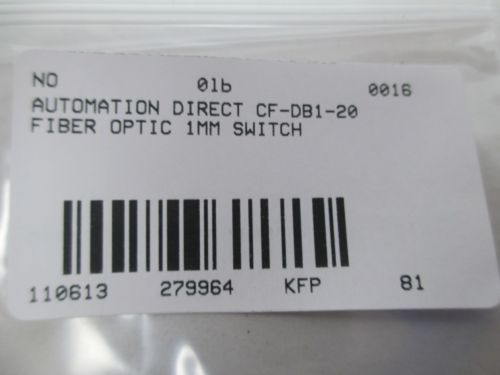 NO 01b 0016
AUTOMATION DIRECT CF-DB1-20
FIBER OPTIC 1MM SWITCH
110613 279964 KFP 81